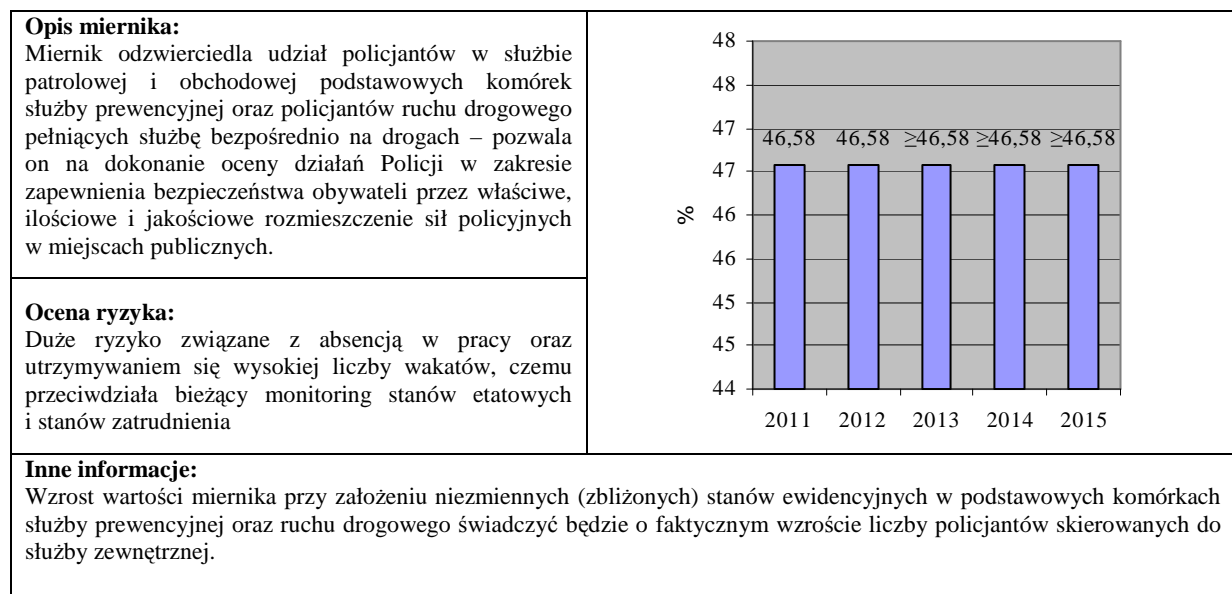 Opis miernika:
Miernik odzwierciedla udział policjantów w służbie
patrolowej i obchodowej podstawowych komórek
służby prewencyjnej oraz policjantów ruchu drogowego
pełniących służbę bezpośrednio na drogach – pozwala
on na dokonanie oceny działań Policji w zakresie
zapewnienia bezpieczeństwa obywateli przez właściwe,
ilościowe i jakościowe rozmieszczenie sił policyjnych
w miejscach publicznych.
Ocena ryzyka:
Duże ryzyko związane z absencją w pracy oraz
utrzymywaniem się wysokiej liczby wakatów, czemu
przeciwdziała bieżący monitoring stanów etatowych
i stanów zatrudnienia
48
48
47
47
46
46
45
45
44
%
46,58 46,58 ≥46,58 ≥46,58 ≥46,58
2011 2012 2013 2014 2015
Inne informacje:
Wzrost wartości miernika przy założeniu niezmiennych (zbliżonych) stanów ewidencyjnych w podstawowych komórkach
służby prewencyjnej oraz ruchu drogowego świadczyć będzie o faktycznym wzroście liczby policjantów skierowanych do
służby zewnętrznej.